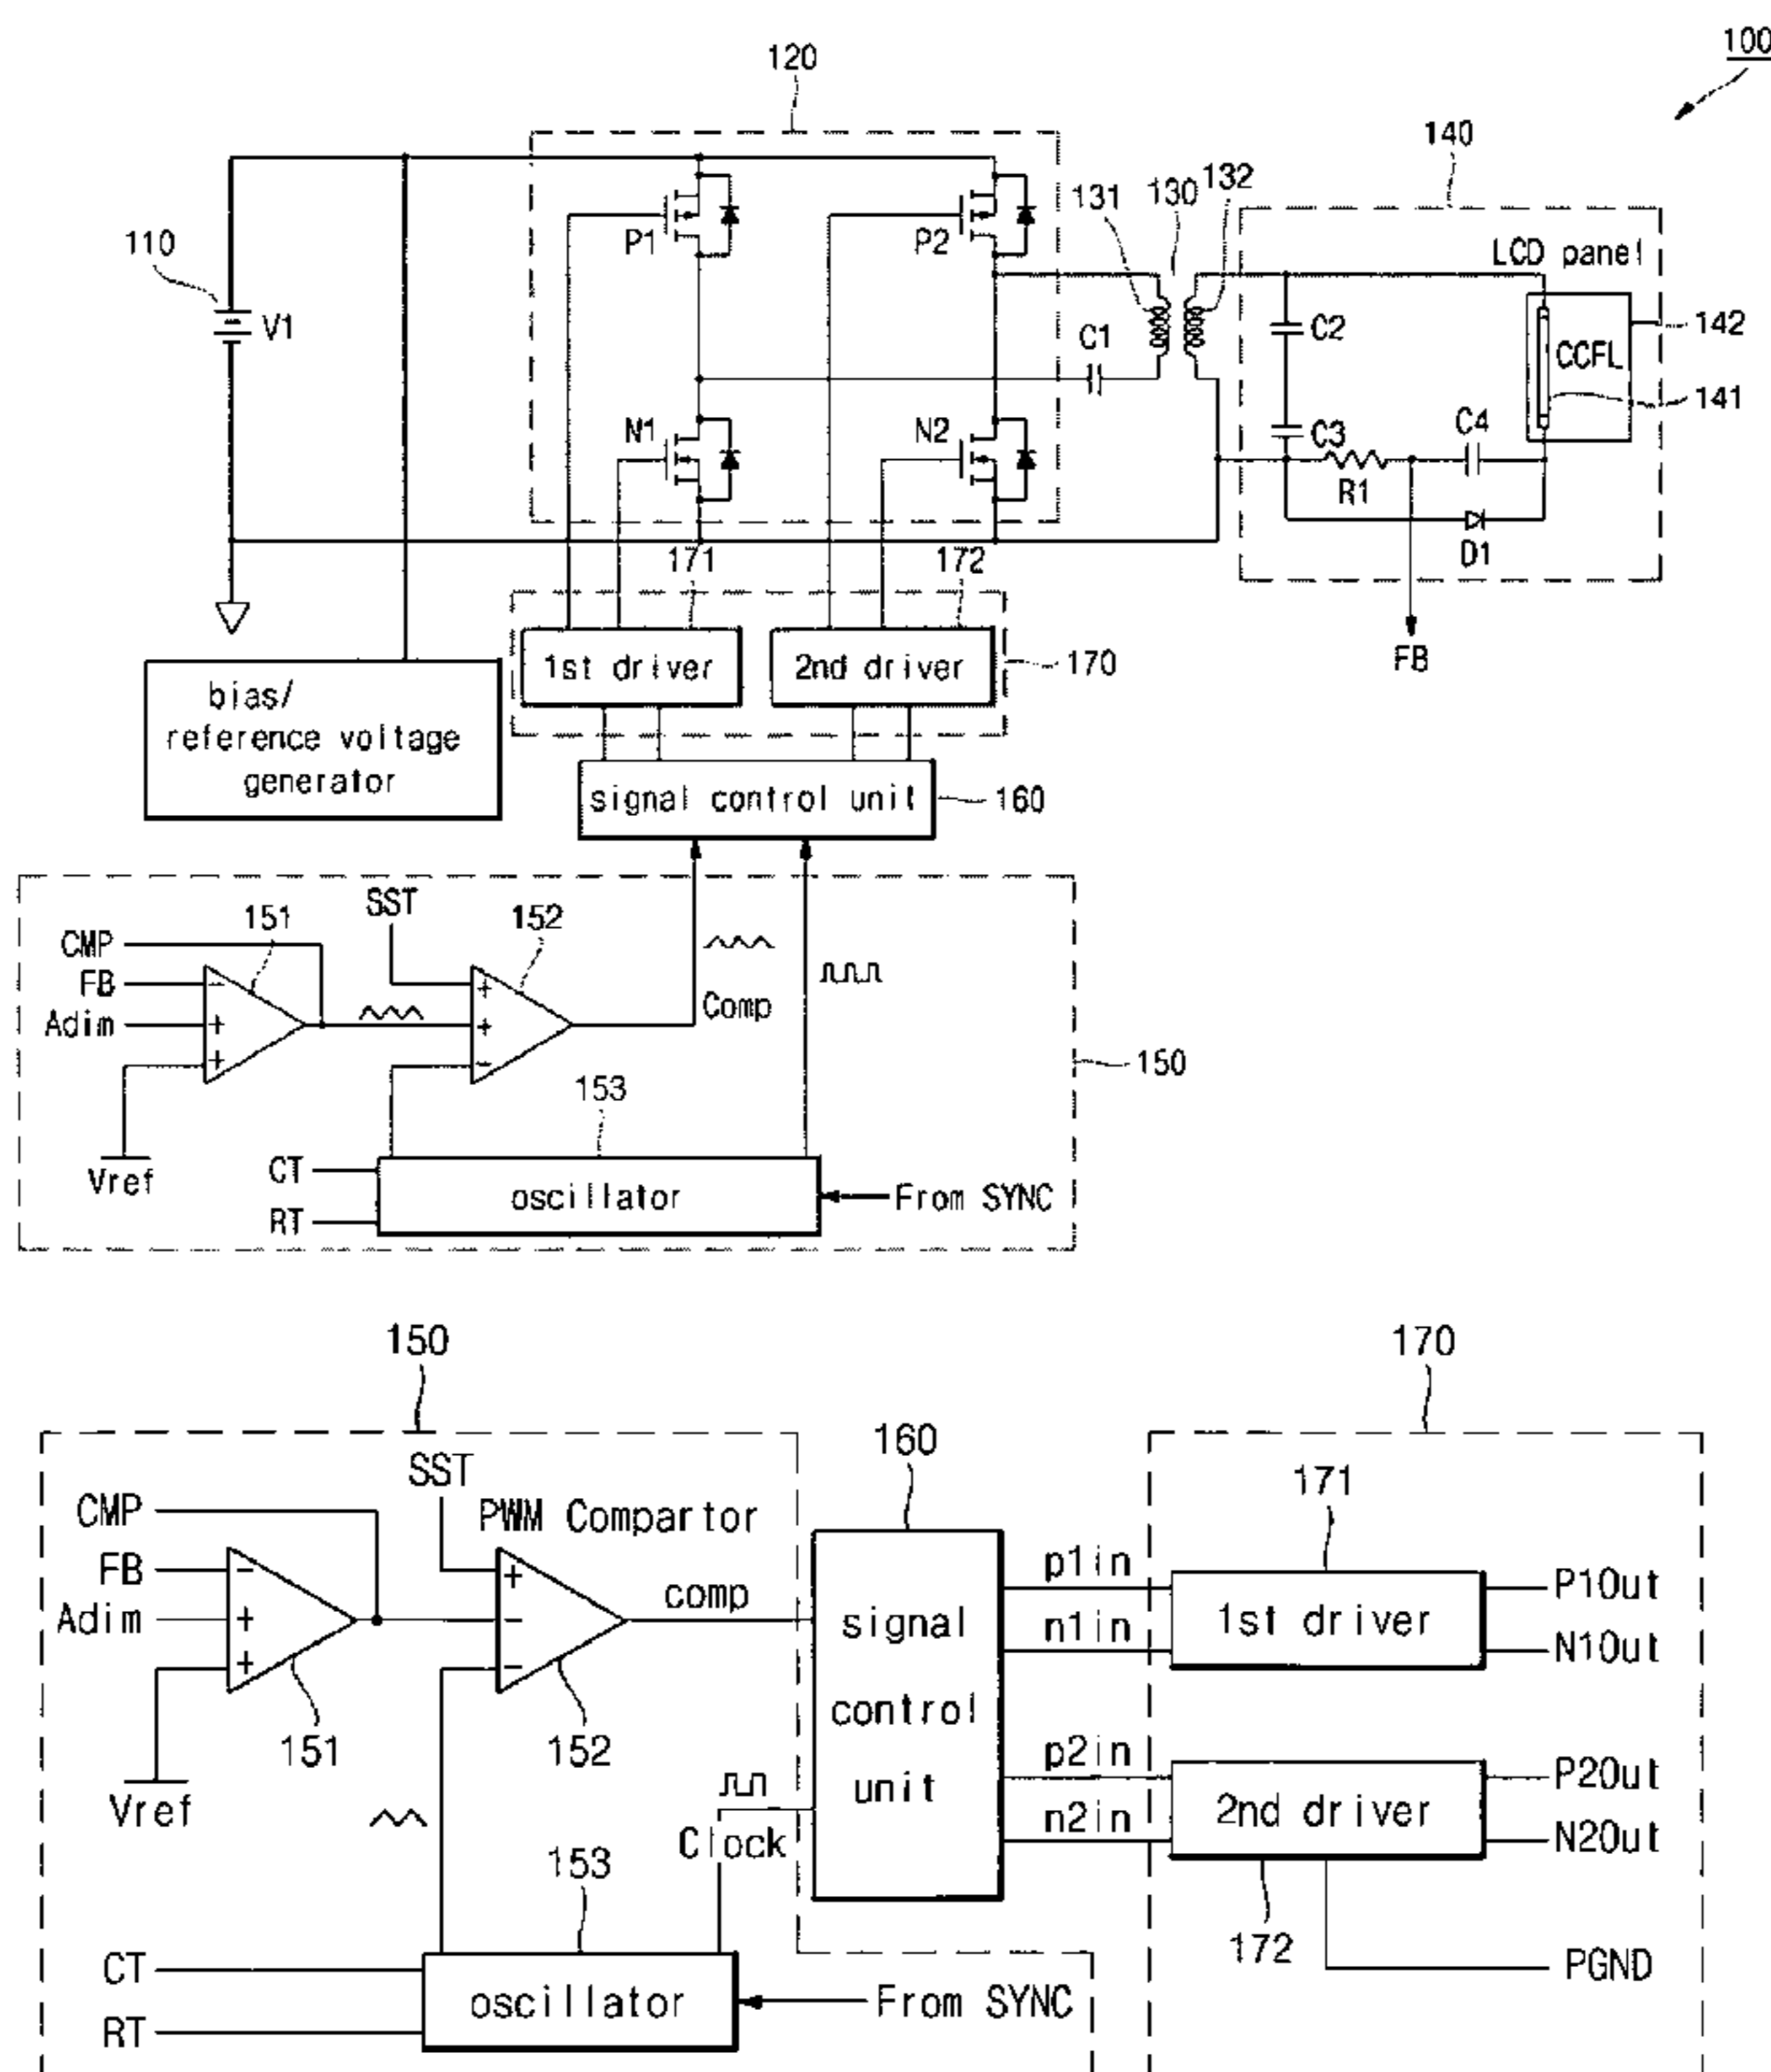 100
120
140
131
130
132
110
P1
P2
LCD panel
V1
C1
C2
CCFL
142
141
N1
N2
C3
C4
R1
D1
171
172
1st driver
2nd driver
170
FB
bias/
reference voltage
generator
signal control unit
160
SST
151
152
CMP
FB
Adim
Comp
150
153
Vref
CT
oscillator
From SYNC
RT
150
170
160
SST
171
CMP
PWM Compartor
p1in
P1Out
FB
comp
1st driver
Adim
signal
n1in
N1Out
control
151
152
p2in
P2Out
unit
2nd driver
Vref
n2in
N2Out
Clock
153
172
CT
PGND
oscillator
From SYNC
RT